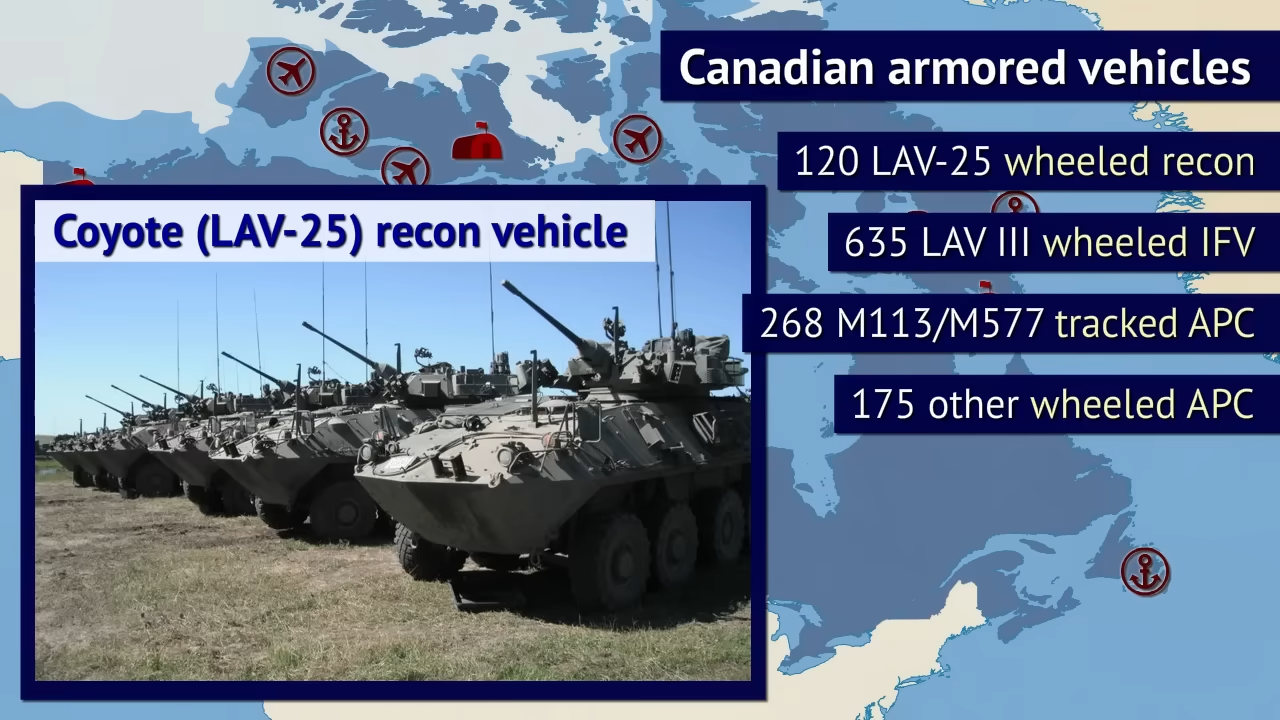 Canadian armored vehicles
120 LAV-25 wheeled recon
635 LAV III wheeled IFV
268 M113/M577 tracked APC
175 other wheeled APC
Coyote (LAV-25) recon vehicle